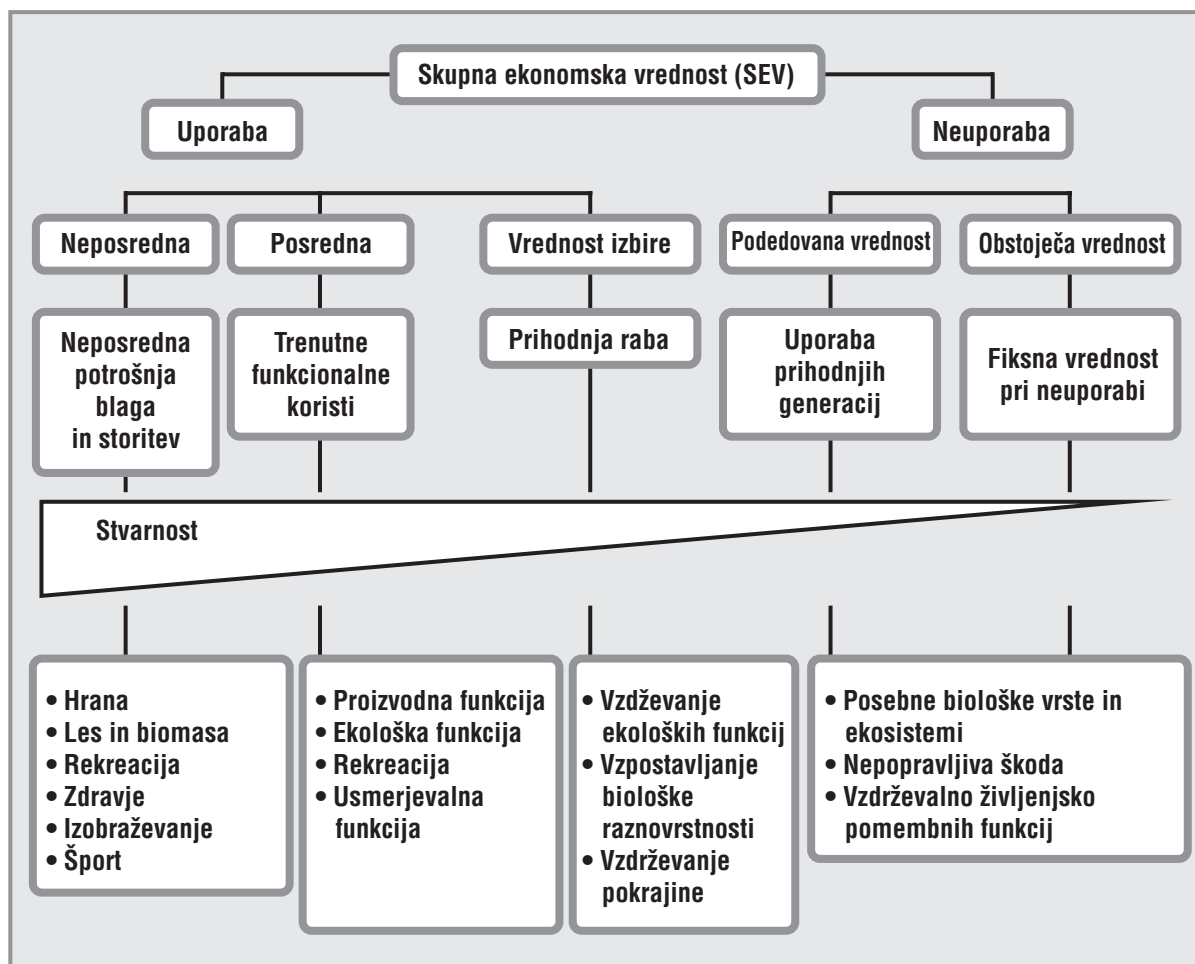 Skupna ekonomska vrednost (SEV)
Uporaba
Neuporaba
Neposredna
Posredna
Vrednost izbire
Podedovana vrednost
Obstoječa vrednost
Neposredna
potrošnja
blaga
in storitev
Trenutne
funkcionalne
koristi
Prihodnja raba
Uporaba
prihodnjih
generacij
Fiksna vrednost
pri neuporabi
Stvarnost
• Hrana
• Les in biomasa
• Rekreacija
• Zdravje
• Izobraževanje
• Šport
• Proizvodna funkcija
• Ekološka funkcija
• Rekreacija
• Usmerjevalna
funkcija
• Vzdževanje
ekoloških funkcij
• Vzpostavljanje
biološke
raznovrstnosti
• Vzdrževanje
pokrajine
• Posebne biološke vrste in
ekosistemi
• Nepopravljiva škoda
• Vzdrževalno življenjsko
pomembnih funkcij